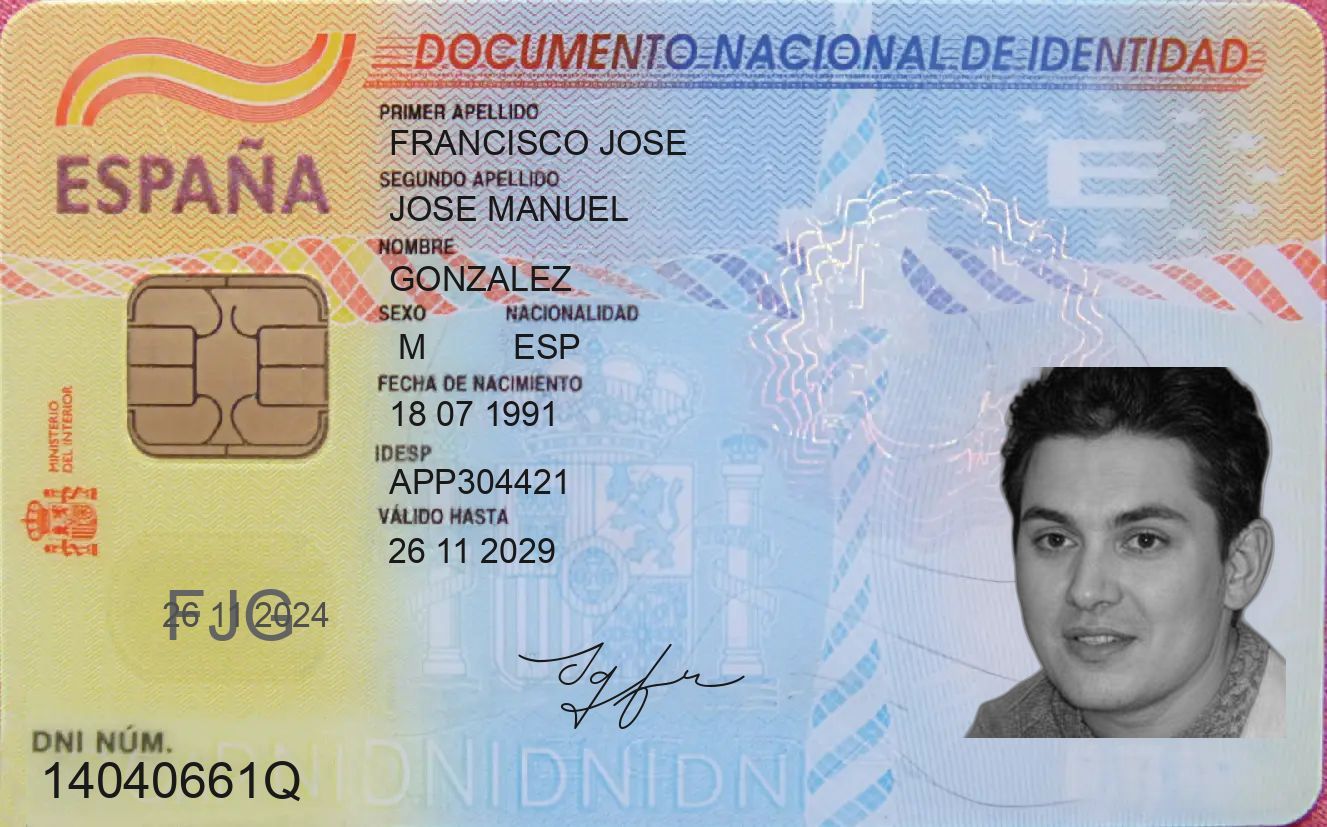 DOCUMENTO NACIONAL DE IDENTIDAD
ESPAÑA
PRIMER APELLIDO
FRANCISCO JOSE
SEGUNDO APELLIDO
JOSE MANUEL
NOMBRE
GONZALEZ
SEXO NACIONALIDAD
M ESP
FECHA DE NACIMIENTO
18 07 1991
IDESP
APP304421
VÁLIDO HASTA
26 11 2029
MINISTERIO
DEL INTERIOR
E
26 11 2024
FJG
DNI NÚM.
14040661Q
DNIDNIDNIDNI